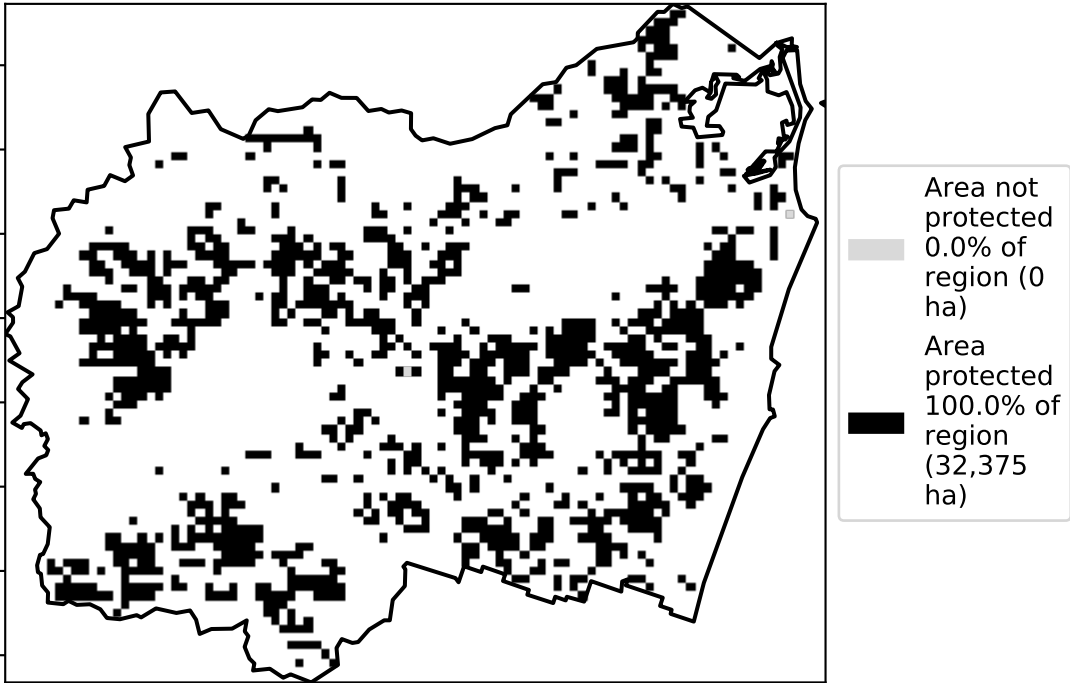 Area not
protected
0.0% of
region (0
ha)
Area
protected
100.0% of
region
(32,375
ha)